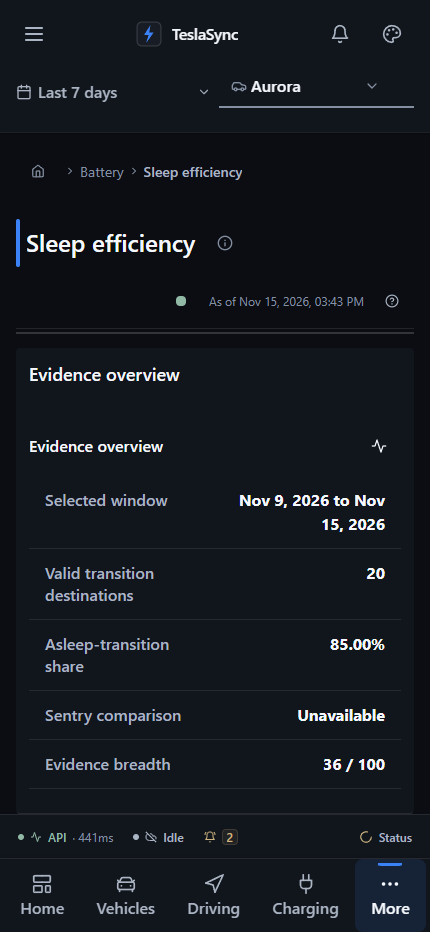 TeslaSync
Last 7 days
Aurora
Battery
Sleep efficiency
Sleep efficiency
As of Nov 15, 2026, 03:43 PM
Evidence overview
Evidence overview
Selected window
Nov 9, 2026 to Nov
15, 2026
Valid transition
destinations
20
Asleep-transition
share
85.00%
Sentry comparison
Unavailable
Evidence breadth
36 / 100
API · 441ms
Idle
2
Status
Home
Vehicles
Driving
Charging
More